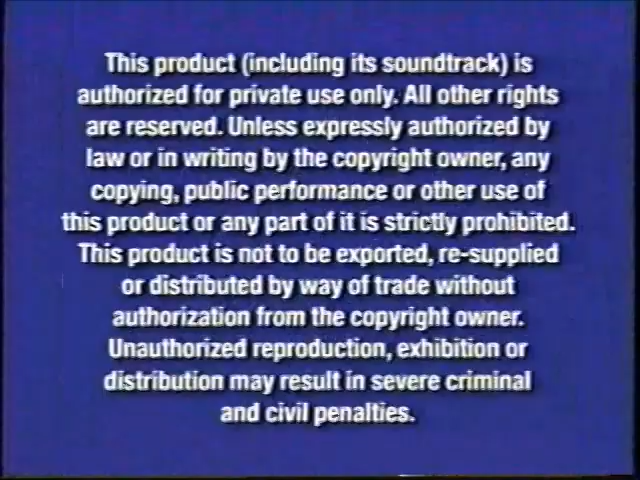 This product (including its soundtrack) is
authorized for private use only. All other rights
are reserved. Unless expressly authorized by
law or in writing by the copyright owner, any
copying, public performance or other use of
this product or any part of it is strictly prohibited.
This product is not to be exported, re-supplied
or distributed by way of trade without
authorization from the copyright owner.
Unauthorized reproduction, exhibition or
distribution may result in severe criminal
and civil penalties.